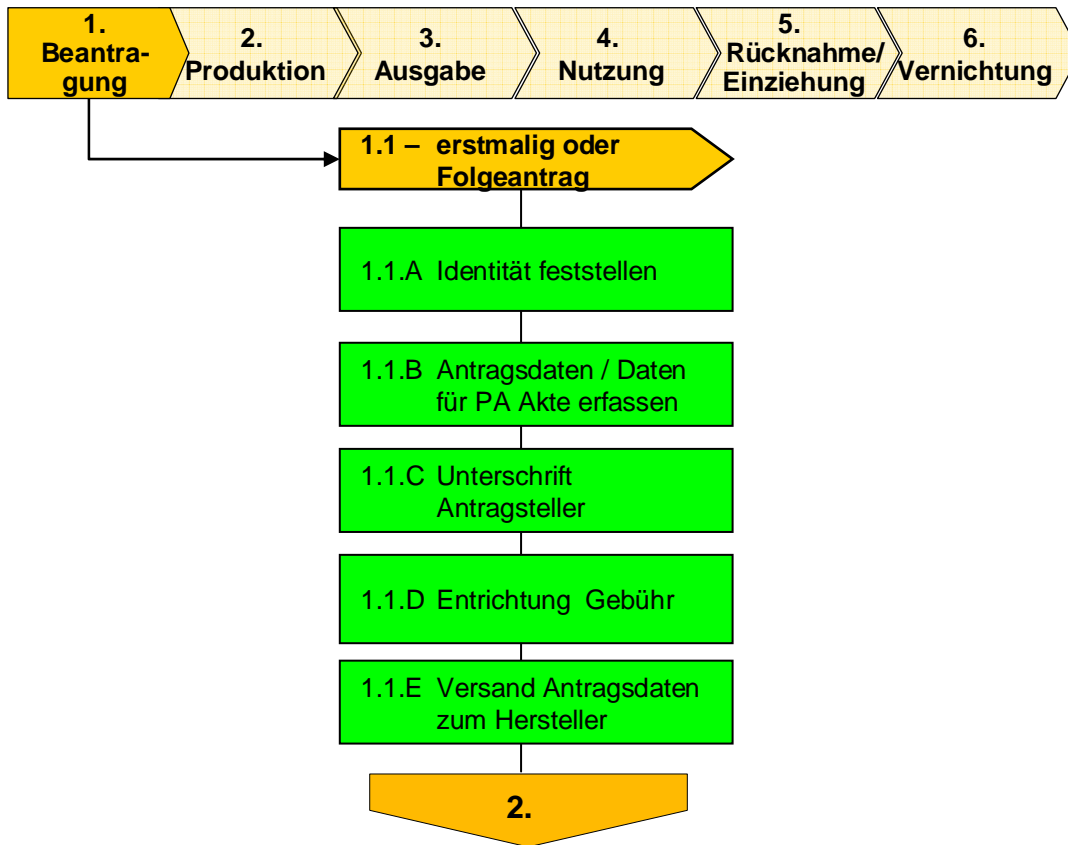 1.
Beantra-
gung
2.
Produktion
3.
Ausgabe
4.
Nutzung
5.
Rücknahme/
Einziehung
6.
Vernichtung
1.1 – erstmalig oder
Folgeantrag
1.1.A Identität feststellen
1.1.B Antragsdaten / Daten
für PA Akte erfassen
1.1.C Unterschrift
Antragsteller
1.1.D Entrichtung Gebühr
1.1.E Versand Antragsdaten
zum Hersteller
2.